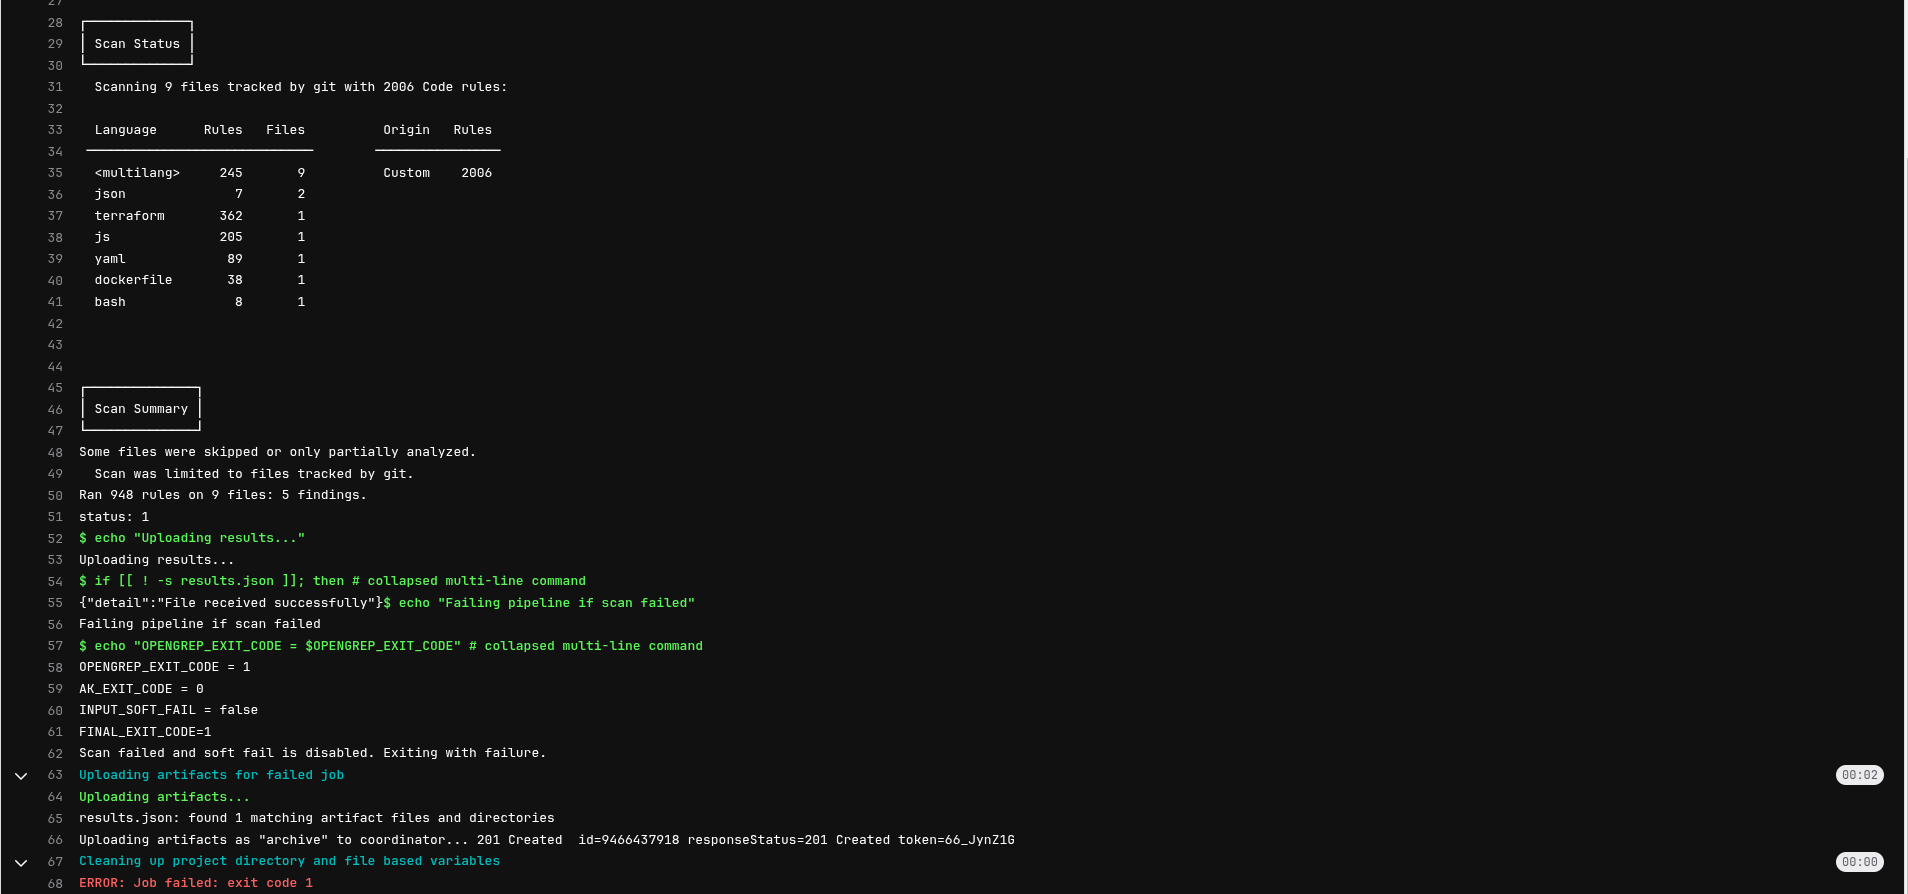 27
28
29 Scan Status
30
31 Scanning 9 files tracked by git with 2006 Code rules:
32
33 Language Rules Files Origin Rules
34
35 <multilang> 245 9 Custom 2006
36 json 7 2
37 terraform 362 1
38 js 205 1
39 yaml 89 1
40 dockerfile 38 1
41 bash 8 1
42
43
44
45
46 Scan Summary
47
48 Some files were skipped or only partially analyzed.
49 Scan was limited to files tracked by git.
50 Ran 948 rules on 9 files: 5 findings.
51 status: 1
52 $ echo "Uploading results..."
53 Uploading results...
54 $ if [[ ! -s results.json ]]; then # collapsed multi-line command
55 {"detail":"File received successfully"}$ echo "Failing pipeline if scan failed"
56 Failing pipeline if scan failed
57 $ echo "OPENGREP_EXIT_CODE = $OPENGREP_EXIT_CODE" # collapsed multi-line command
58 OPENGREP_EXIT_CODE = 1
59 AK_EXIT_CODE = 0
60 INPUT_SOFT_FAIL = false
61 FINAL_EXIT_CODE=1
62 Scan failed and soft fail is disabled. Exiting with failure.
63 Uploading artifacts for failed job 00:02
64 Uploading artifacts...
65 results.json: found 1 matching artifact files and directories
66 Uploading artifacts as "archive" to coordinator... 201 Created  id=9466437918 responseStatus=201 Created token=66_JynZ1G
67 Cleaning up project directory and file based variables 00:00
68 ERROR: Job failed: exit code 1